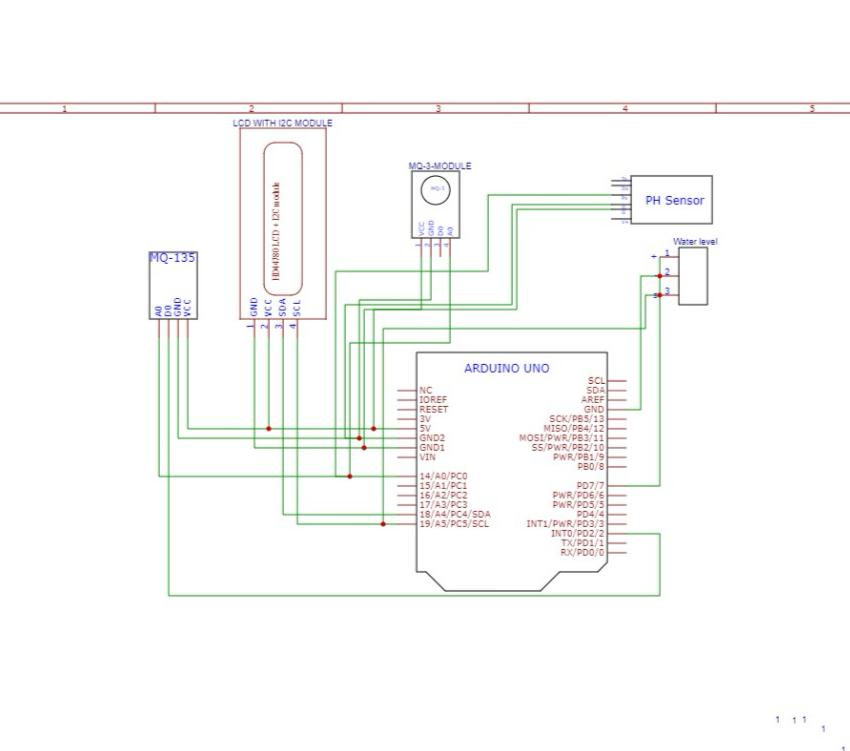 1 2 3 4 5
LCD WITH I2C MODULE
HD44780 LCD + I2C module
MQ-3-MODULE
MQ-3
VCC
GND
D0
A0
1 2 3 4
PH Sensor
Water level
+ 1
2
3
MQ-135
A0
D0
GND
VCC
GND
VCC
SDA
SCL
1 2 3 4
ARDUINO UNO
NC
IOREF
RESET
3V
5V
GND2
GND1
VIN
14/A0/PC0
15/A1/PC1
16/A2/PC2
17/A3/PC3
18/A4/PC4/SDA
19/A5/PC5/SCL
SCL
SDA
AREF
GND
SCK/PB5/13
MISO/PB4/12
MOSI/PWR/PB3/11
SS/PWR/PB2/10
PWR/PB1/9
PB0/8
PD7/7
PWR/PD6/6
PWR/PD5/5
PD4/4
INT1/PWR/PD3/3
INT0/PD2/2
TX/PD1/1
RX/PD0/0
1 1 1
1
1